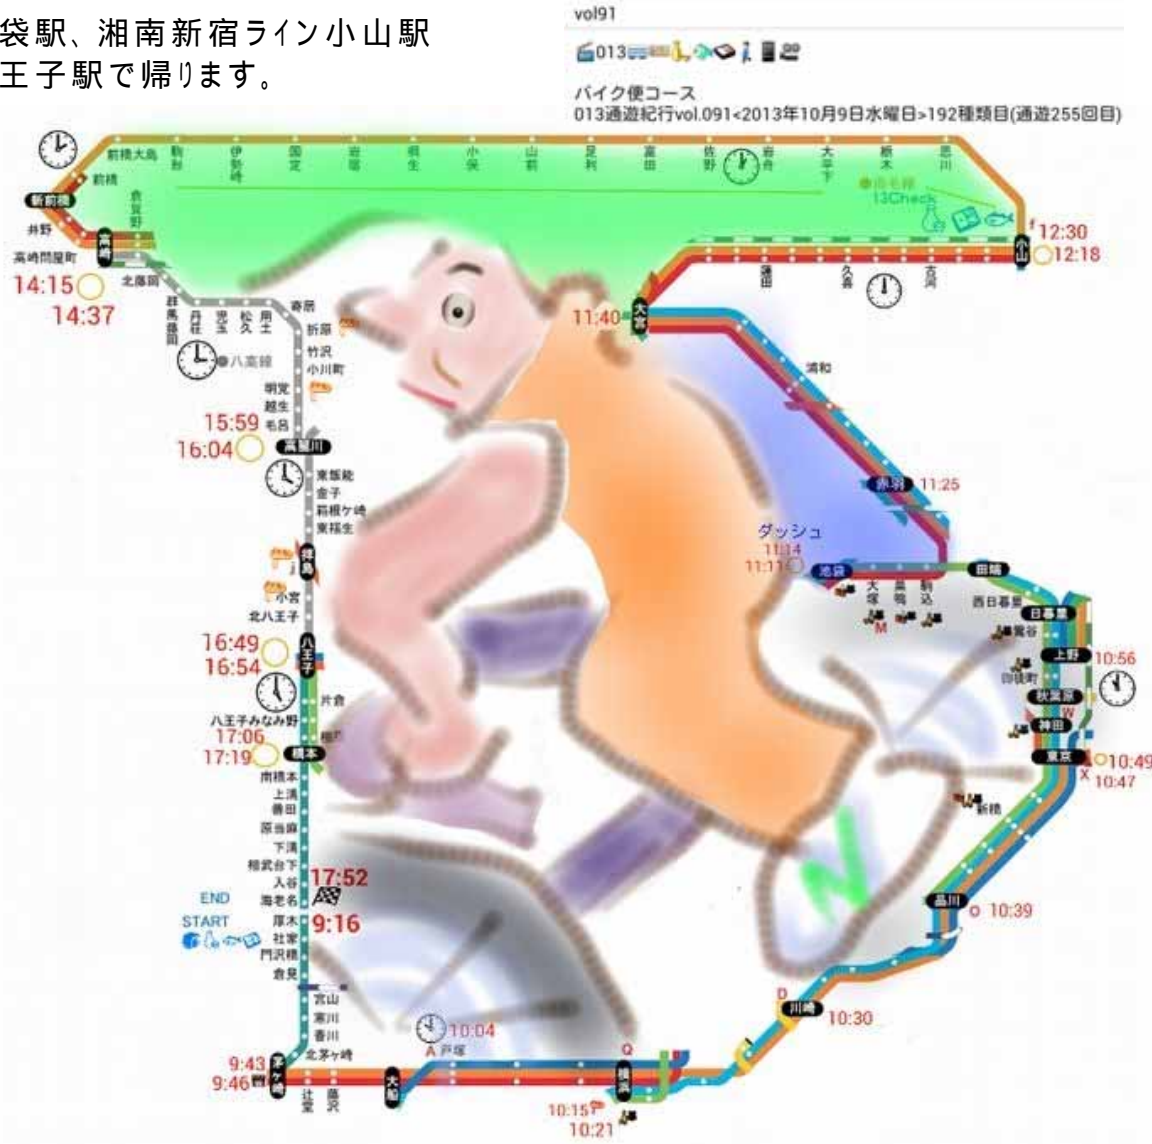 袋駅、湘南新宿ライン小山駅
王子駅で帰ります。
vol91
013
バイク便コース
013通遊紀行vol.091<2013年10月9日水曜日>192種類目(通遊255回目)
前橋大島
駒形
伊勢崎
国定
岩宿
桐生
小俣
山前
足利
富田
佐野
岩舟
大平下
栃木
思川
前橋
新前橋
井野
高崎問屋町
高崎
倉賀野
両毛線
13Check
12:30
12:18
小山
蓮田
久喜
古河
14:15
14:37
北藤岡
群馬藤岡
丹荘
児玉
松久
用土
寄居
折原
竹沢
小川町
八高線
明覚
越生
毛呂
15:59
16:04
高麗川
11:40
大宮
浦和
赤羽
11:25
東飯能
金子
箱根ケ崎
東福生
拝島
小宮
北八王子
ダッシュ
11:14
11:11
池袋
大塚
巣鴨
駒込
M
田端
西日暮里
日暮里
鶯谷
上野
10:56
御徒町
秋葉原
W
神田
東京
10:49
X
10:47
新橋
16:49
16:54
八王子
片倉
八王子みなみ野
相原
17:06
17:19
橋本
南橋本
上溝
番田
原当麻
下溝
相武台下
入谷
海老名
17:52
END
START
厚木
9:16
社家
門沢橋
倉見
宮山
寒川
香川
北茅ケ崎
品川
O
10:39
D
川崎
10:30
9:43
9:46
茅ケ崎
辻堂
藤沢
大船
10:04
A
戸塚
Q
横浜
10:15
10:21